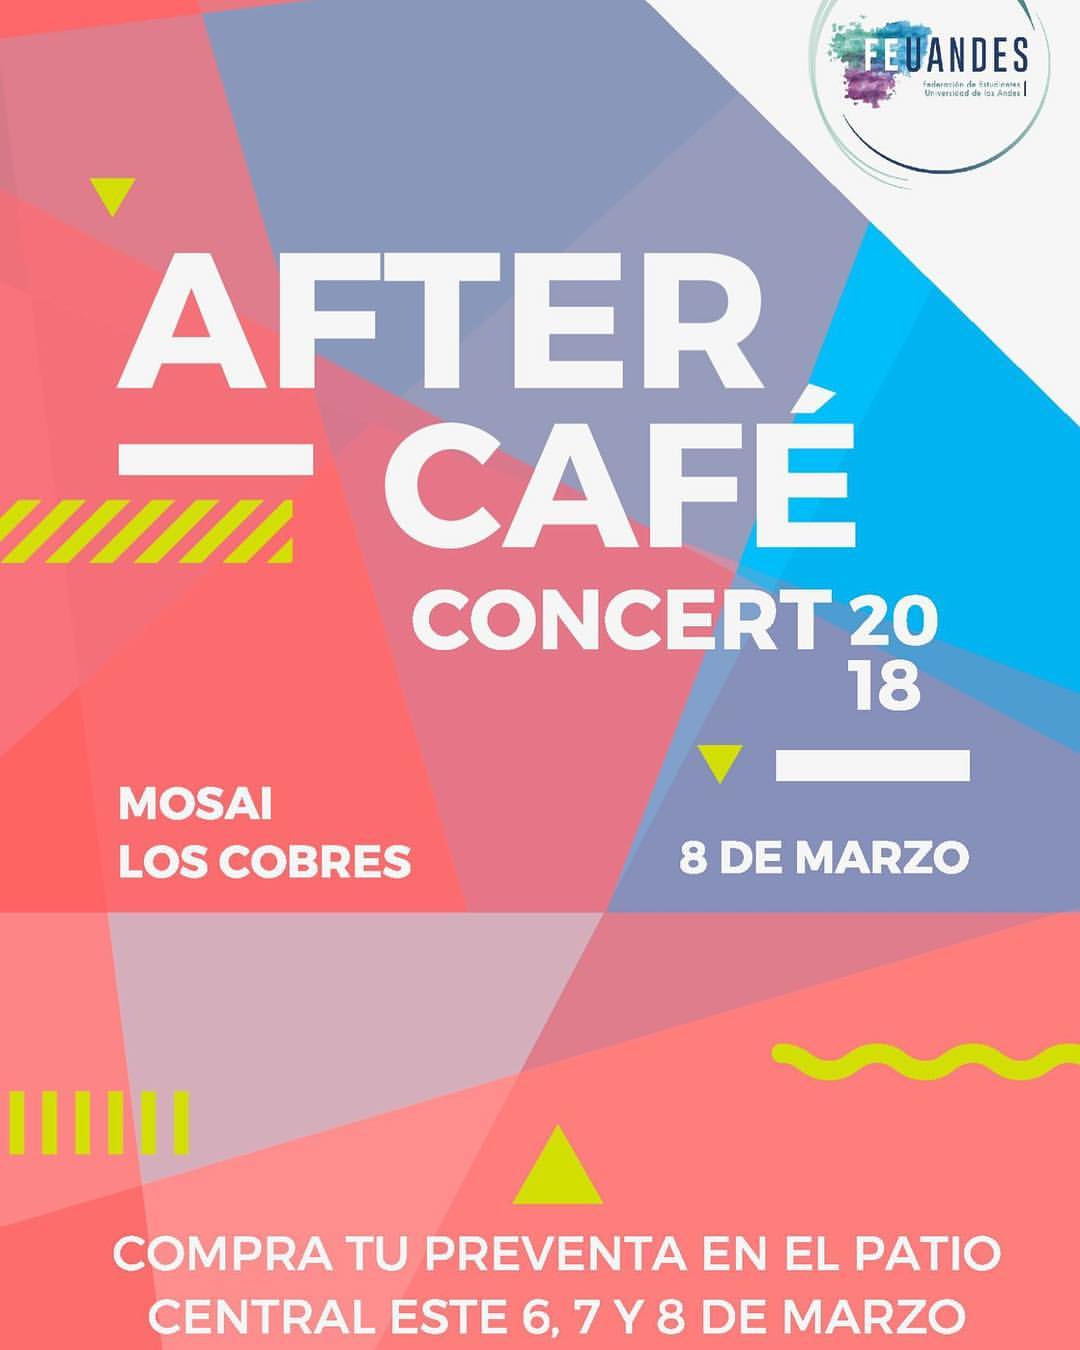 FEUANDES
Federación de Estudiantes
Universidad de los Andes
AFTER
CAFÉ
CONCERT 20
18
MOSAI
LOS COBRES
8 DE MARZO
COMPRA TU PREVENTA EN EL PATIO
CENTRAL ESTE 6, 7 Y 8 DE MARZO